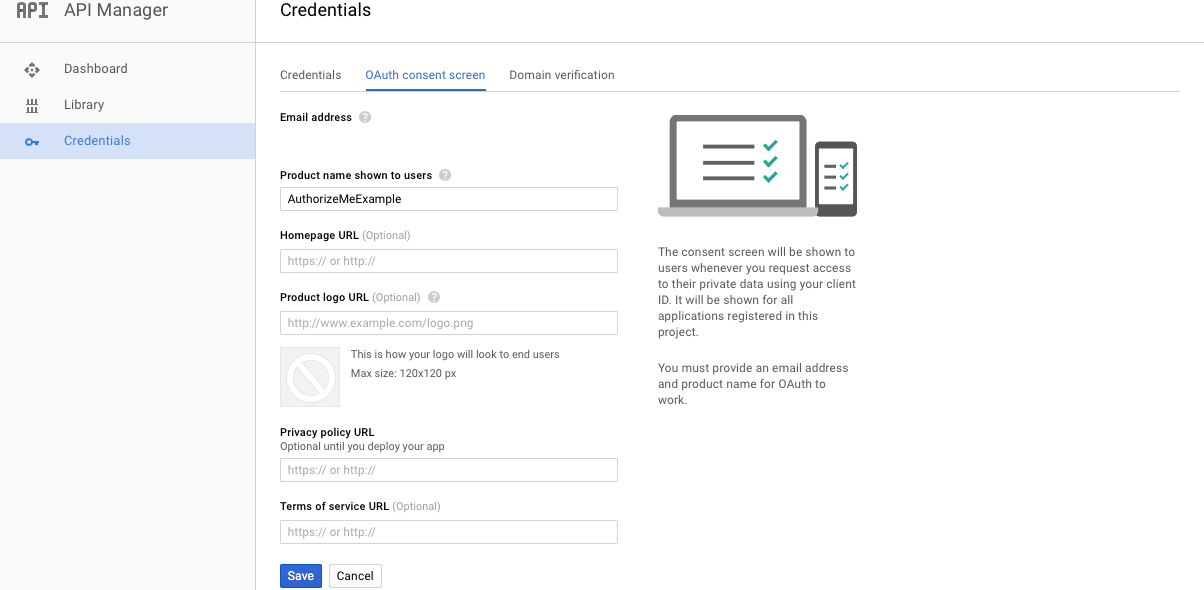 API API Manager
Credentials
Dashboard
Library
Credentials
Credentials OAuth consent screen Domain verification
Email address ?
Product name shown to users ?
AuthorizeMeExample
Homepage URL (Optional)
https:// or http://
Product logo URL (Optional) ?
http://www.example.com/logo.png
This is how your logo will look to end users
Max size: 120x120 px
Privacy policy URL
Optional until you deploy your app
https:// or http://
Terms of service URL (Optional)
https:// or http://
Save Cancel
The consent screen will be shown to
users whenever you request access
to their private data using your client
ID. It will be shown for all
applications registered in this
project.
You must provide an email address
and product name for OAuth to
work.